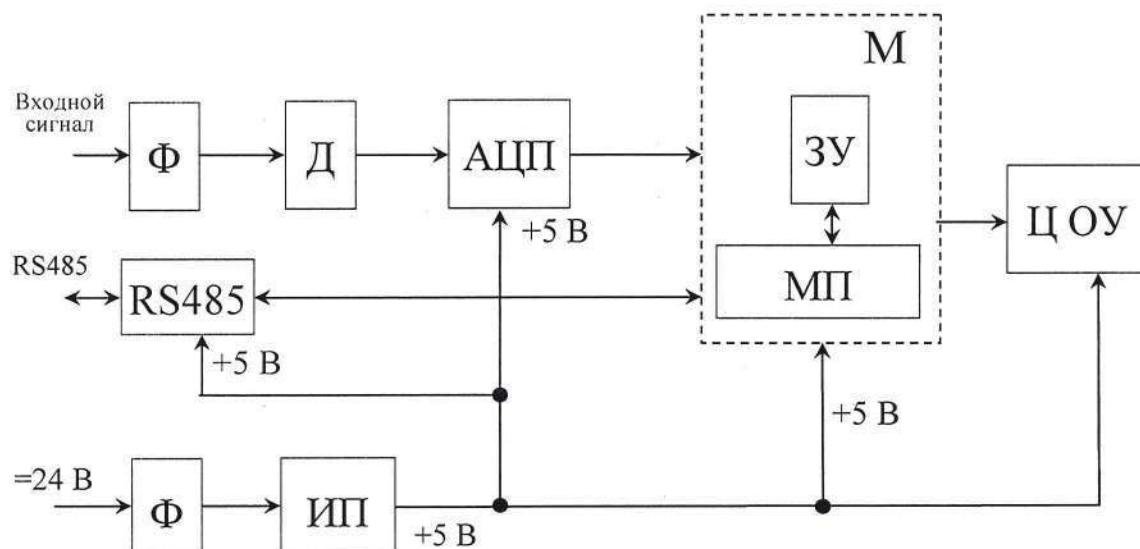 М
Входной
сигнал
Ф
Д
АЦП
ЗУ
+5 В
Ц ОУ
RS485
RS485
МП
+5 В
+5 В
=24 В
Ф
ИП
+5 В